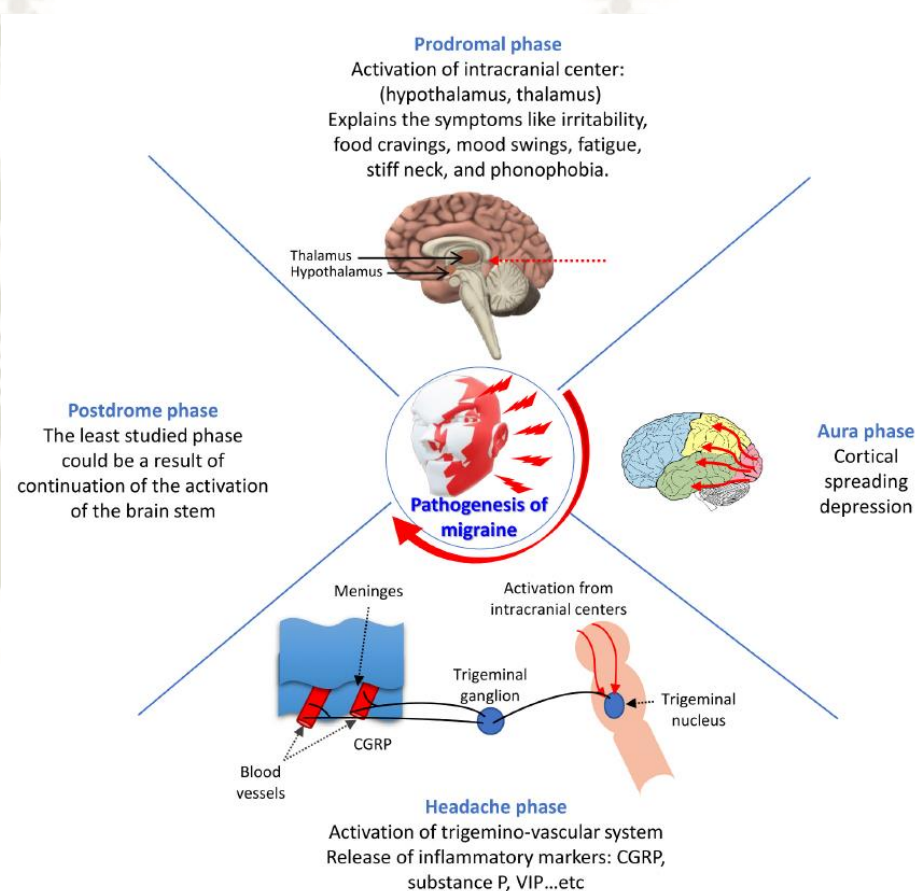 Prodromal phase
Activation of intracranial center:
(hypothalamus, thalamus)
Explains the symptoms like irritability,
food cravings, mood swings, fatigue,
stiff neck, and phonophobia.
Thalamus
Hypothalamus
Postdrome phase
The least studied phase
could be a result of
continuation of the activation
of the brain stem
Pathogenesis of
migraine
Aura phase
Cortical
spreading
depression
Meninges
Activation from
intracranial centers
Trigeminal
ganglion
Trigeminal
nucleus
CGRP
Blood
vessels
Headache phase
Activation of trigemino-vascular system
Release of inflammatory markers: CGRP,
substance P, VIP...etc